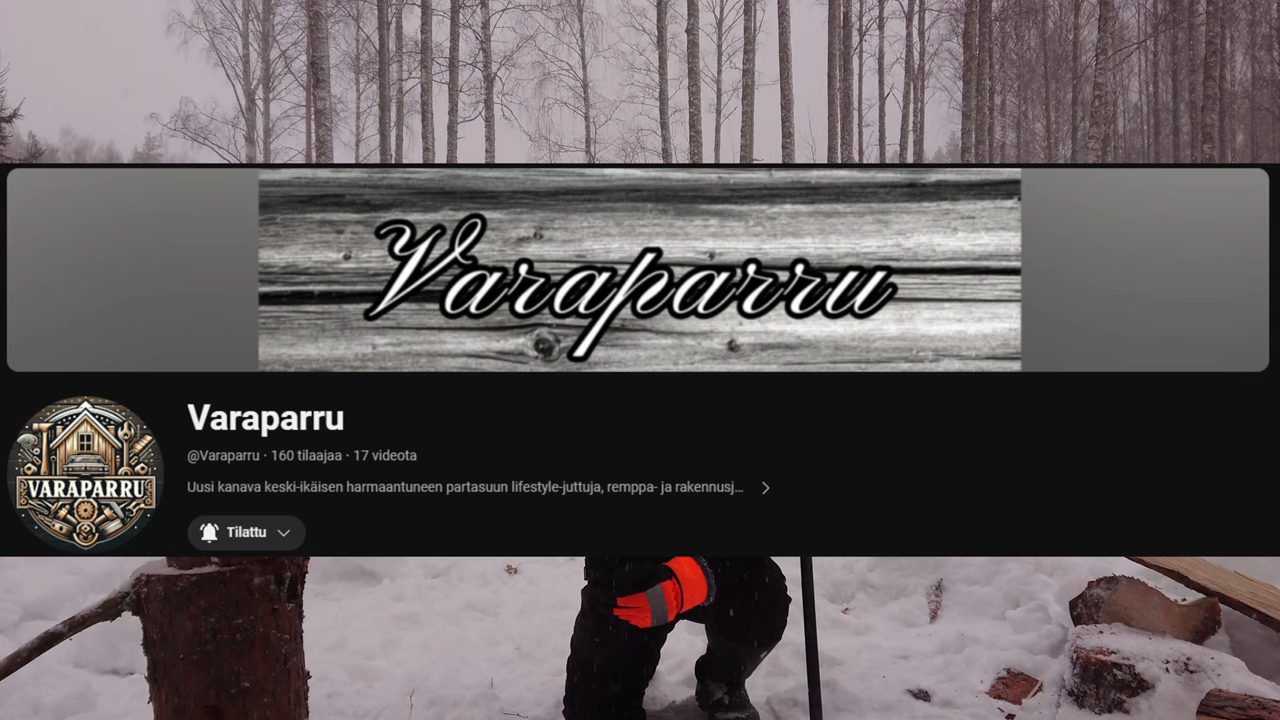 Varaparru
VARAPARRU
Varaparru
@Varaparru · 160 tilaajaa · 17 videota
Uusi kanava keski-ikäisen harmaantuneen partasuun lifestyle-juttuja, remppa- ja rakennusj...
Tilattu